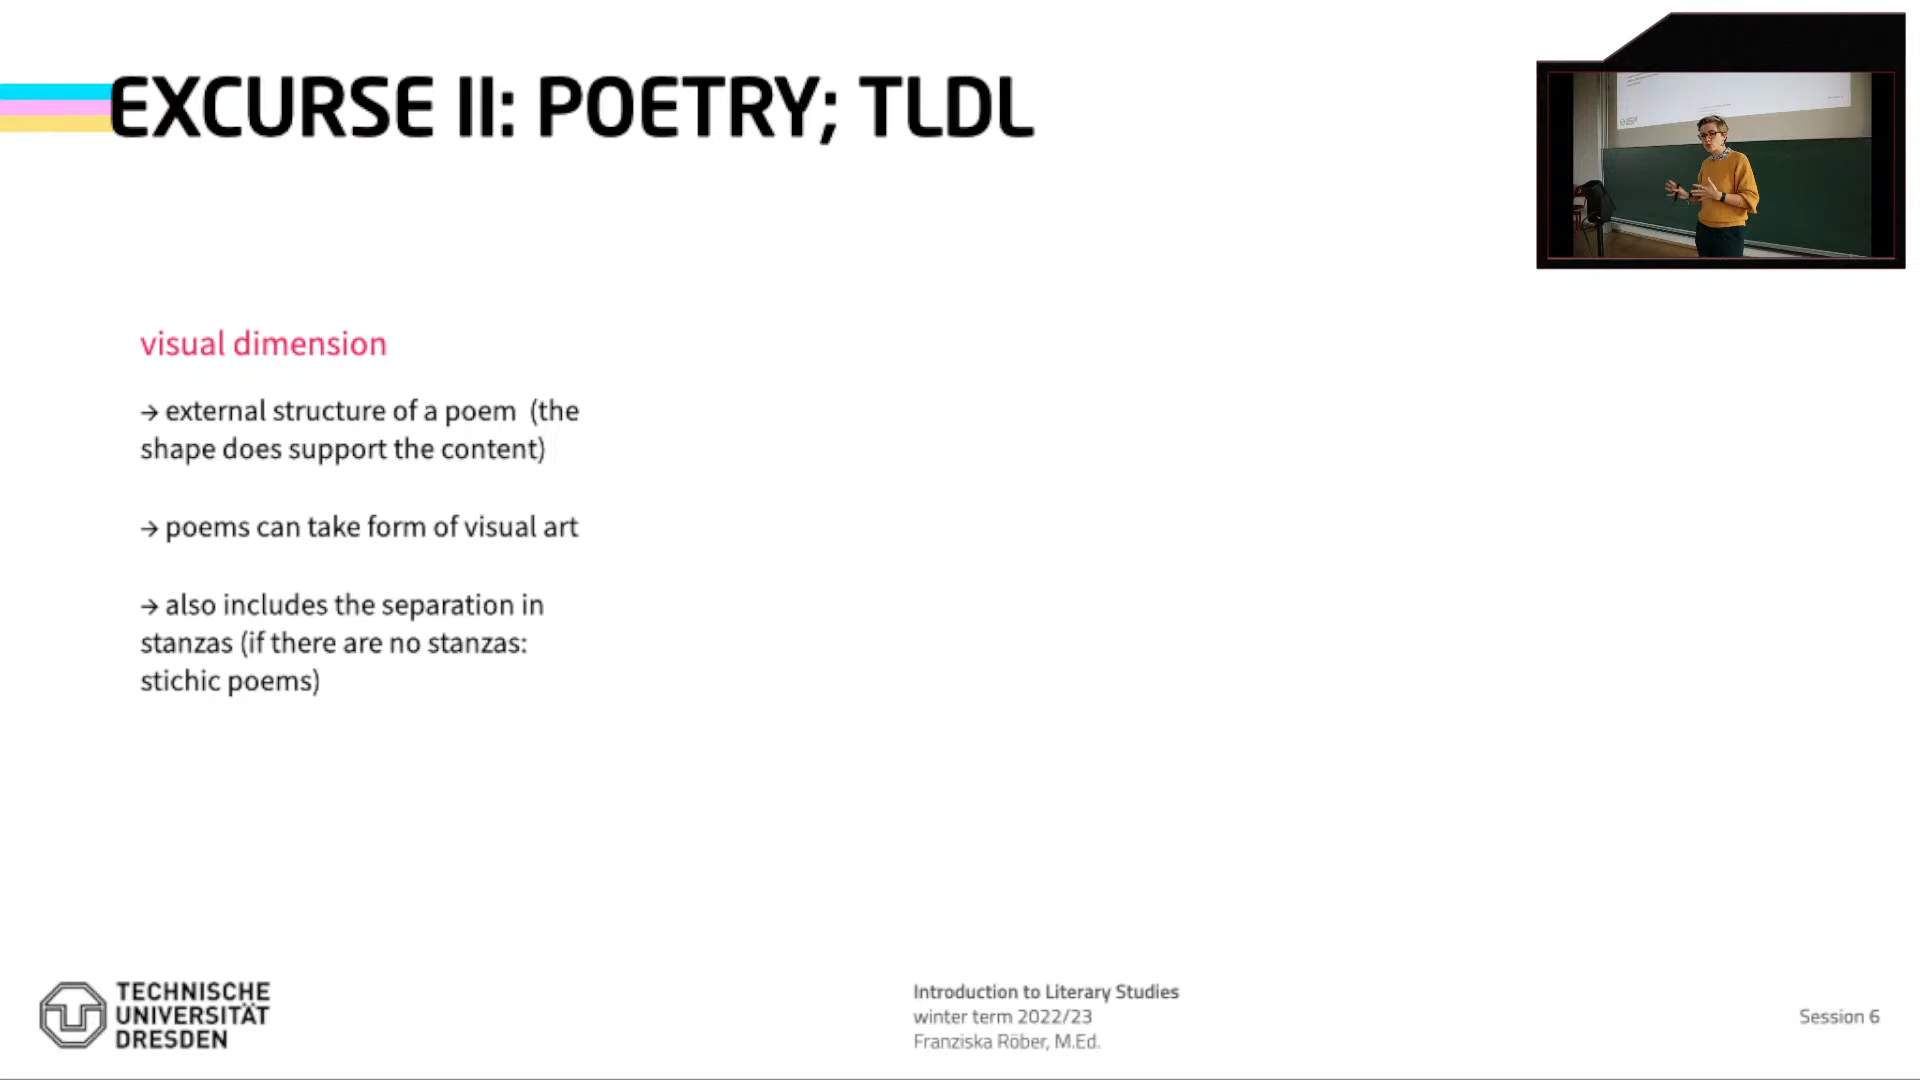 EXCURSE II: POETRY; TLDL
visual dimension
→ external structure of a poem (the
shape does support the content)
→ poems can take form of visual art
→ also includes the separation in
stanzas (if there are no stanzas:
stichic poems)
TECHNISCHE
UNIVERSITÄT
DRESDEN
Introduction to Literary Studies
winter term 2022/23
Franziska Röber, M.Ed.
Session 6